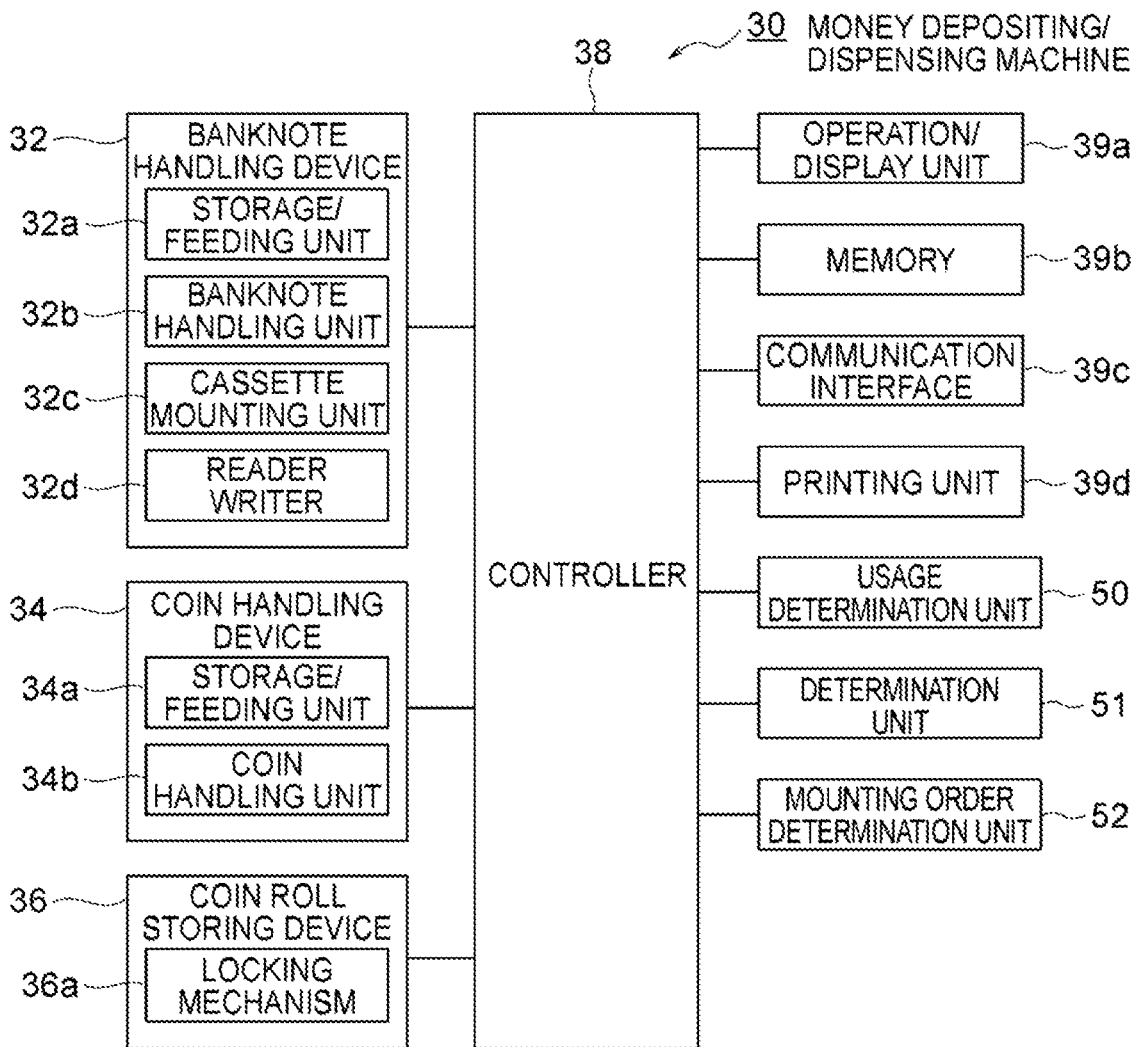 30 MONEY DEPOSITING/
DISPENSING MACHINE
38
32
BANKNOTE
HANDLING DEVICE
32a
STORAGE/
FEEDING UNIT
32b
BANKNOTE
HANDLING UNIT
32c
CASSETTE
MOUNTING UNIT
32d
READER
WRITER
34
COIN HANDLING
DEVICE
34a
STORAGE/
FEEDING UNIT
34b
COIN
HANDLING UNIT
36
COIN ROLL
STORING DEVICE
36a
LOCKING
MECHANISM
CONTROLLER
OPERATION/
DISPLAY UNIT
39a
MEMORY
39b
COMMUNICATION
INTERFACE
39c
PRINTING UNIT
39d
USAGE
DETERMINATION UNIT
50
DETERMINATION
UNIT
51
MOUNTING ORDER
DETERMINATION UNIT
52